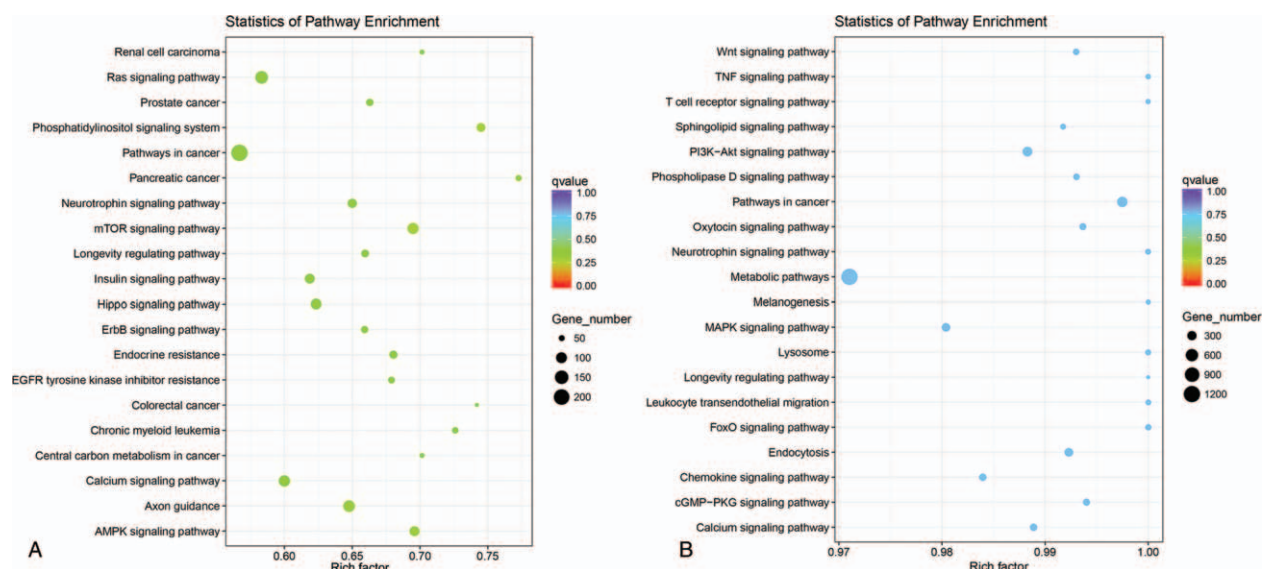 Statistics of Pathway Enrichment
Renal cell carcinoma
Ras signaling pathway
Prostate cancer
Phosphatidylinositol signaling system
Pathways in cancer
Pancreatic cancer
Neurotrophin signaling pathway
mTOR signaling pathway
Longevity regulating pathway
Insulin signaling pathway
Hippo signaling pathway
ErbB signaling pathway
Endocrine resistance
EGFR tyrosine kinase inhibitor resistance
Colorectal cancer
Chronic myeloid leukemia
Central carbon metabolism in cancer
Calcium signaling pathway
Axon guidance
AMPK signaling pathway
0.60 0.65 0.70 0.75
Rich factor
qvalue
1.00
0.75
0.50
0.25
0.00
Gene_number
50
100
150
200
A
Statistics of Pathway Enrichment
Wnt signaling pathway
TNF signaling pathway
T cell receptor signaling pathway
Sphingolipid signaling pathway
PI3K−Akt signaling pathway
Phospholipase D signaling pathway
Pathways in cancer
Oxytocin signaling pathway
Neurotrophin signaling pathway
Metabolic pathways
Melanogenesis
MAPK signaling pathway
Lysosome
Longevity regulating pathway
Leukocyte transendothelial migration
FoxO signaling pathway
Endocytosis
Chemokine signaling pathway
cGMP−PKG signaling pathway
Calcium signaling pathway
0.97 0.98 0.99 1.00
Rich factor
qvalue
1.00
0.75
0.50
0.25
0.00
Gene_number
300
600
900
1200
B